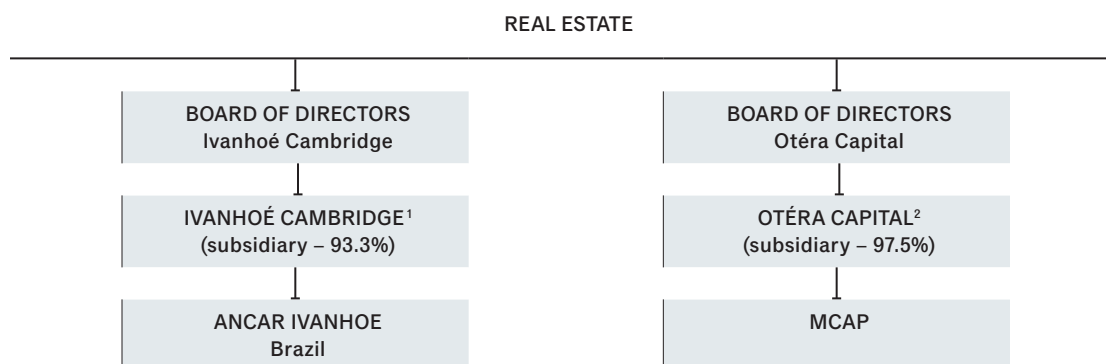 REAL ESTATE
BOARD OF DIRECTORS
Ivanhoé Cambridge
BOARD OF DIRECTORS
Otéra Capital
IVANHOÉ CAMBRIDGE¹
(subsidiary – 93.3%)
OTÉRA CAPITAL²
(subsidiary – 97.5%)
ANCAR IVANHOE
Brazil
MCAP